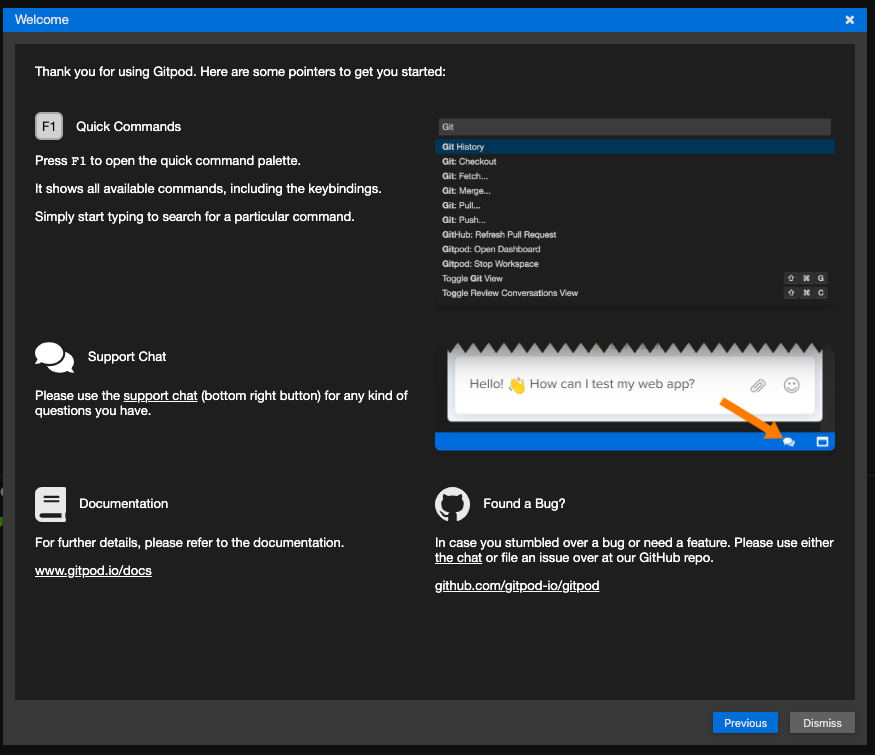 Welcome
Thank you for using Gitpod. Here are some pointers to get you started:
F1 Quick Commands
Press F1 to open the quick command palette.
It shows all available commands, including the keybindings.
Simply start typing to search for a particular command.
Git
Git History
Git: Checkout
Git: Fetch...
Git: Merge...
Git: Pull...
Git: Push...
GitHub: Refresh Pull Request
Gitpod: Open Dashboard
Gitpod: Stop Workspace
Toggle Git View ⇧ ⌘ G
Toggle Review Conversations View ⇧ ⌘ C
Support Chat
Please use the support chat (bottom right button) for any kind of
questions you have.
Hello! 👋 How can I test my web app?
Documentation
For further details, please refer to the documentation.
www.gitpod.io/docs
Found a Bug?
In case you stumbled over a bug or need a feature. Please use either
the chat or file an issue over at our GitHub repo.
github.com/gitpod-io/gitpod
Previous
Dismiss